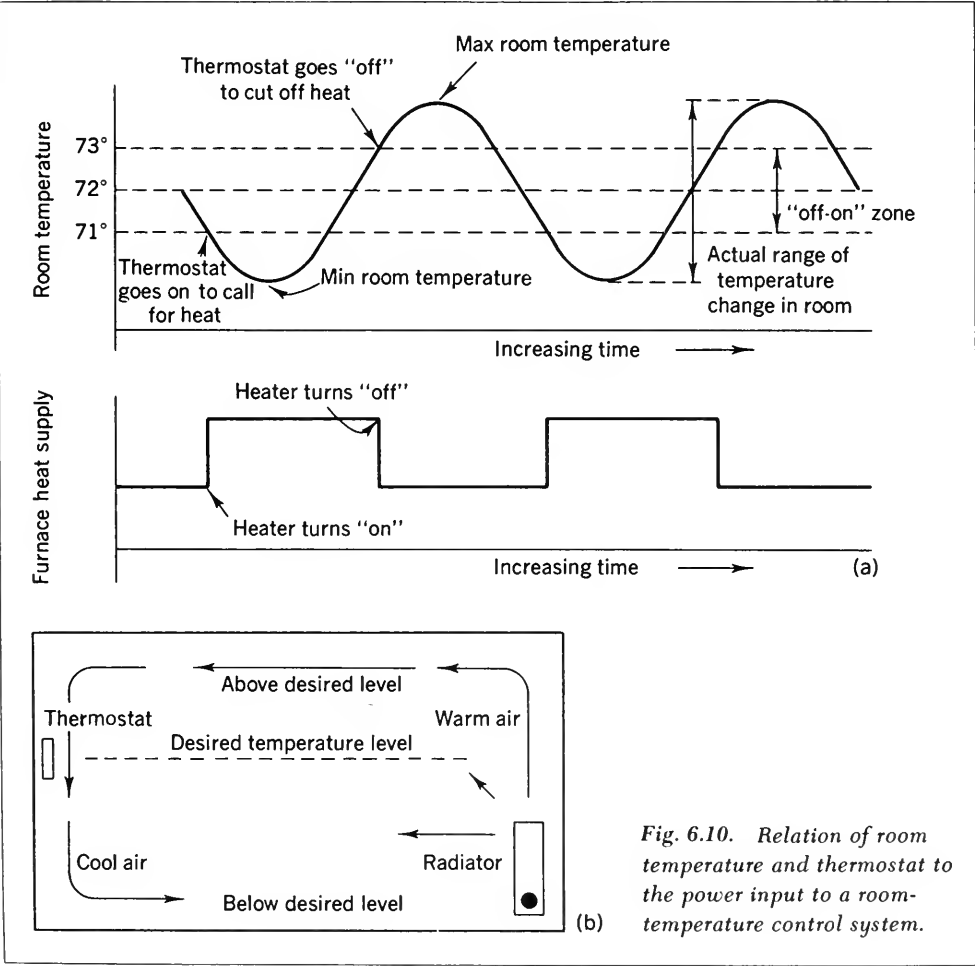 Max room temperature
Thermostat goes "off"
to cut off heat
Room temperature
73°
72°
71°
"off-on" zone
Thermostat
goes on to call
for heat
Min room temperature
Actual range of
temperature
change in room
Increasing time
Furnace heat supply
Heater turns "off"
Heater turns "on"
Increasing time
(a)
Above desired level
Thermostat
Warm air
Desired temperature level
Cool air
Radiator
Below desired level
(b)
Fig. 6.10. Relation of room
temperature and thermostat to
the power input to a room-
temperature control system.